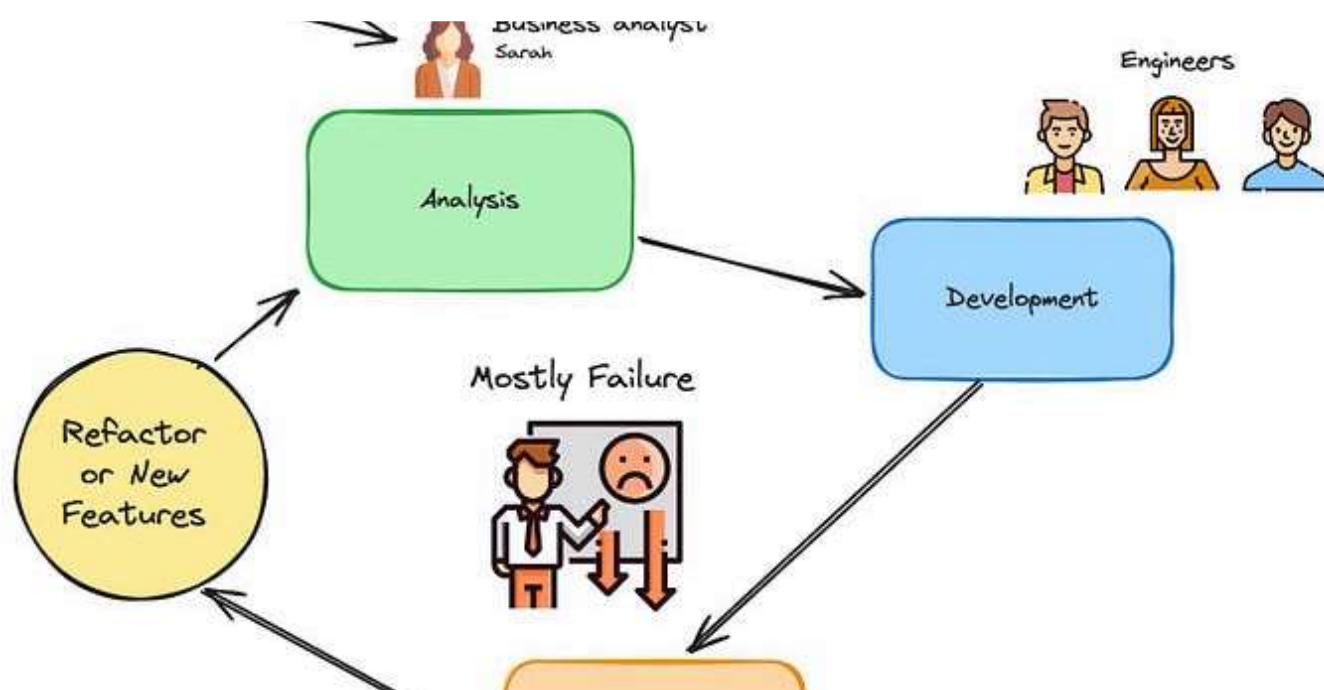 Business analyst
Sarah
Engineers
Analysis
Development
Mostly Failure
Refactor
or New
Features